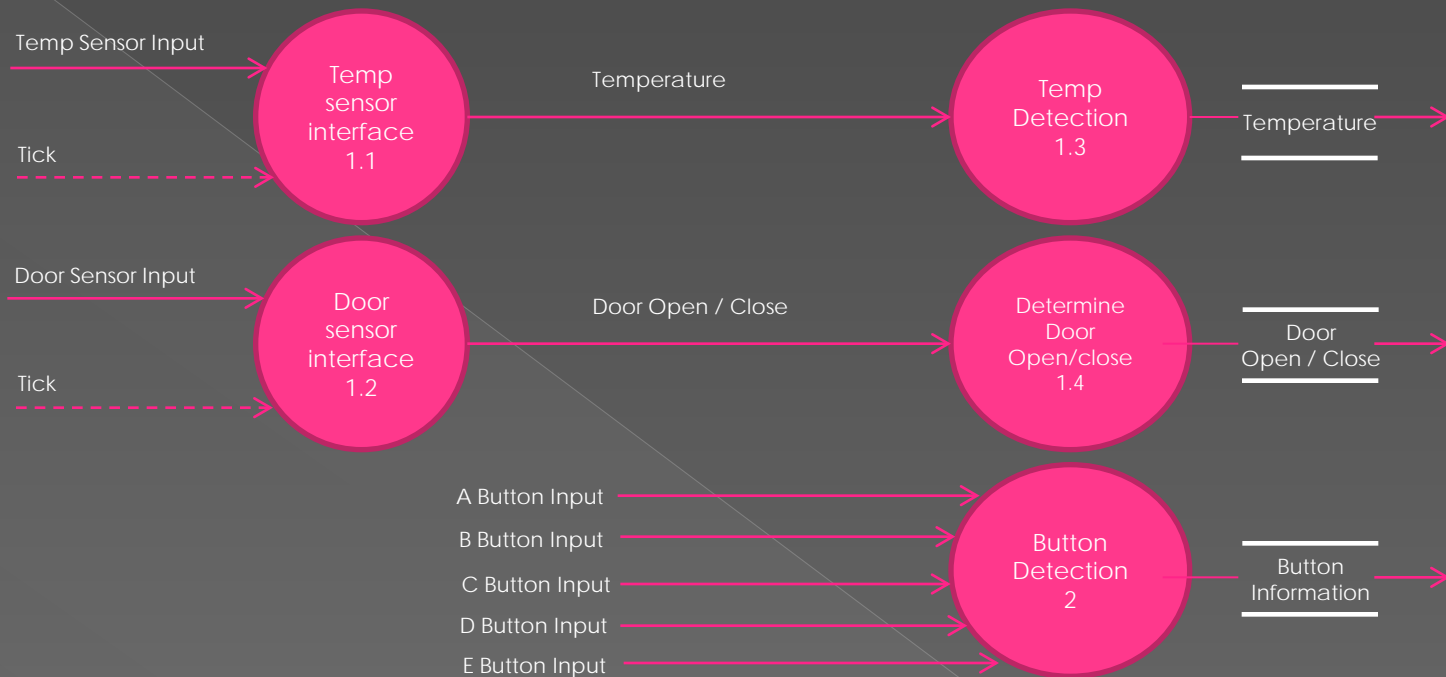 Temp Sensor Input
Tick
Temp
sensor
interface
1.1
Temperature
Temp
Detection
1.3
Temperature
Door Sensor Input
Tick
Door
sensor
interface
1.2
Door Open / Close
Determine
Door
Open/close
1.4
Door
Open / Close
A Button Input
B Button Input
C Button Input
D Button Input
E Button Input
Button
Detection
2
Button
Information